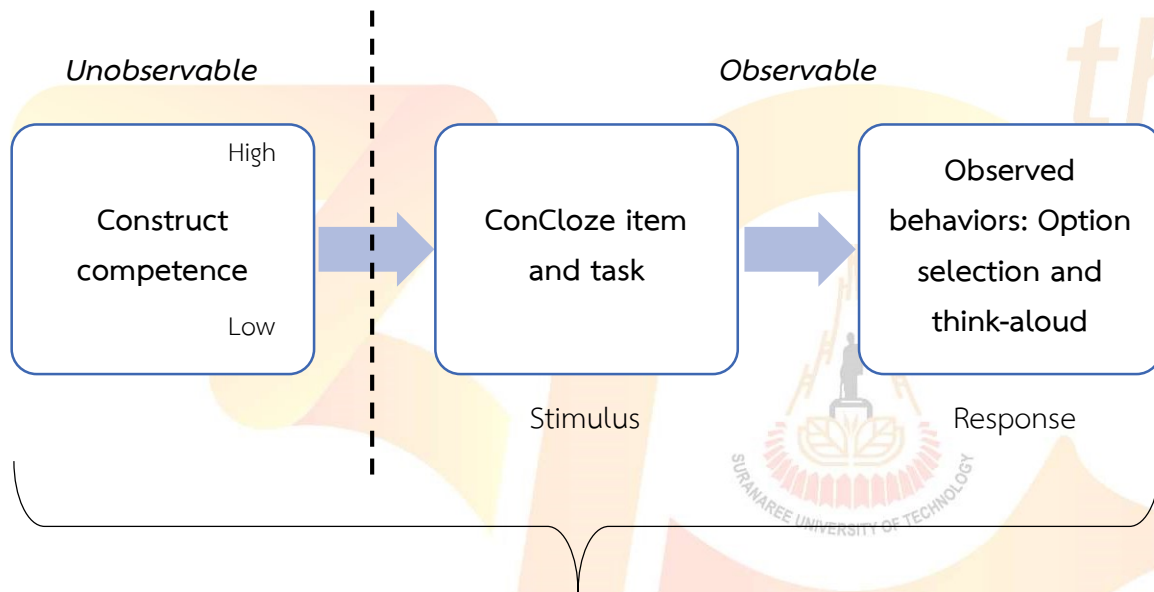 Unobservable
Observable
th
High
Construct
competence
Low
ConCloze item
and task
Observed
behaviors: Option
selection and
think-aloud
Stimulus
Response
SURANAREE UNIVERSITY OF TECHNOLOGY